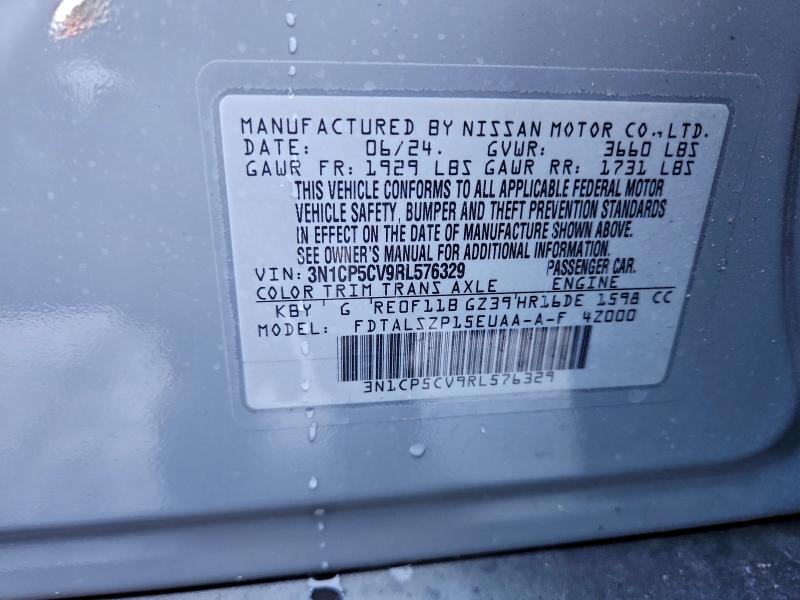 MANUFACTURED BY NISSAN MOTOR CO.,LTD.
DATE: 06/24. GVWR: 3660 LBS
GAWR FR: 1929 LBS GAWR RR: 1731 LBS
THIS VEHICLE CONFORMS TO ALL APPLICABLE FEDERAL MOTOR
VEHICLE SAFETY, BUMPER AND THEFT PREVENTION STANDARDS
IN EFFECT ON THE DATE OF MANUFACTURE SHOWN ABOVE.
SEE OWNER'S MANUAL FOR ADDITIONAL INFORMATION.
VIN: 3N1CP5CV9RL576329 PASSENGER CAR.
COLOR TRIM TRANS AXLE ENGINE
KBY G RE0F11B GZ39 HR16DE 1598 CC
MODEL: FDTALSZP15EUAA-A-F 4Z000
3N1CP5CV9RL576329